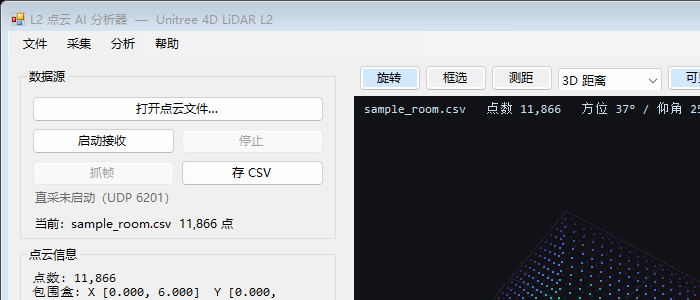 L2 点云 AI 分析器 — Unitree 4D LiDAR L2
文件 采集 分析 帮助
数据源
打开点云文件...
启动接收 停止
抓帧 存 CSV
直采未启动（UDP 6201）
当前: sample_room.csv 11,866 点
点云信息
点数: 11,866
包围盒: X [0.000, 6.000] Y [0.000,
旋转 框选 测距 3D 距离
sample_room.csv 点数 11,866 方位 37° / 仰角 25